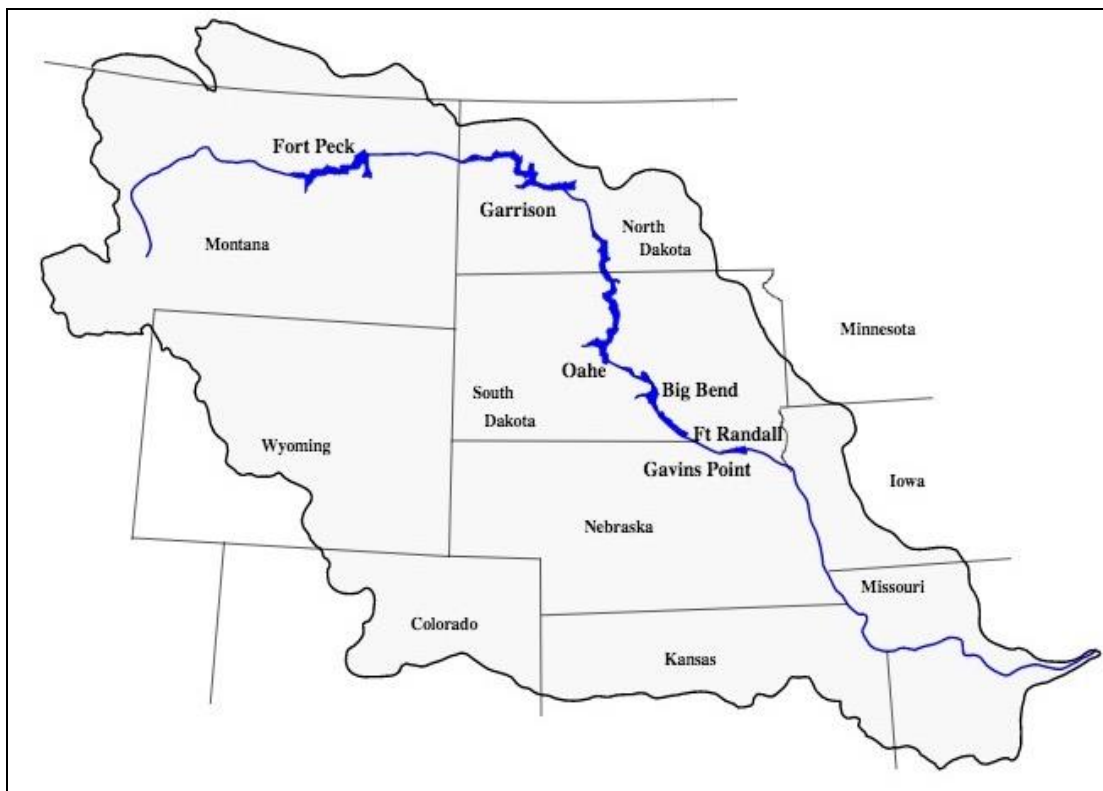 Fort Peck
Garrison
North
Dakota
Montana
Minnesota
Oahe
Big Bend
South
Dakota
Ft Randall
Wyoming
Gavins Point
Iowa
Nebraska
Missouri
Colorado
Kansas